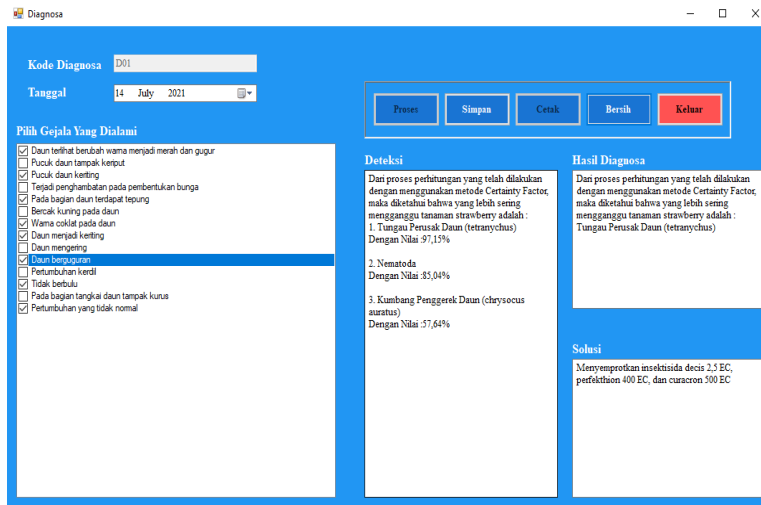 Diagnosa
Kode Diagnosa
D01
Tanggal
14 July 2021
Proses
Simpan
Cetak
Bersih
Keluar
Pilih Gejala Yang Dialami
Daun terlihat berubah warna menjadi merah dan gugur
Pucuk daun tampak keriput
Pucuk daun keriting
Terjadi penghambatan pada pembentukan bunga
Pada bagian daun terdapat tepung
Bercak kuning pada daun
Warna coklat pada daun
Daun menjadi keriting
Daun mengering
Daun berguguran
Pertumbuhan kerdil
Tidak berbulu
Pada bagian tangkai daun tampak kurus
Pertumbuhan yang tidak normal
Deteksi
Dari proses perhitungan yang telah dilakukan
dengan menggunakan metode Certainty Factor,
maka diketahui bahwa yang lebih sering
mengganggu tanaman strawberry adalah :
1. Tungau Perusak Daun (tetranychus)
Dengan Nilai :97,15%
2. Nematoda
Dengan Nilai :85,04%
3. Kumbang Penggerek Daun (chrysocus
auratus)
Dengan Nilai :57,64%
Hasil Diagnosa
Dari proses perhitungan yang telah dilakukan
dengan menggunakan metode Certainty Factor,
maka diketahui bahwa yang lebih sering
mengganggu tanaman strawberry adalah :
Tungau Perusak Daun (tetranychus)
Solusi
Menyemprotkan insektisida decis 2,5 EC,
perfekthion 400 EC, dan curacron 500 EC